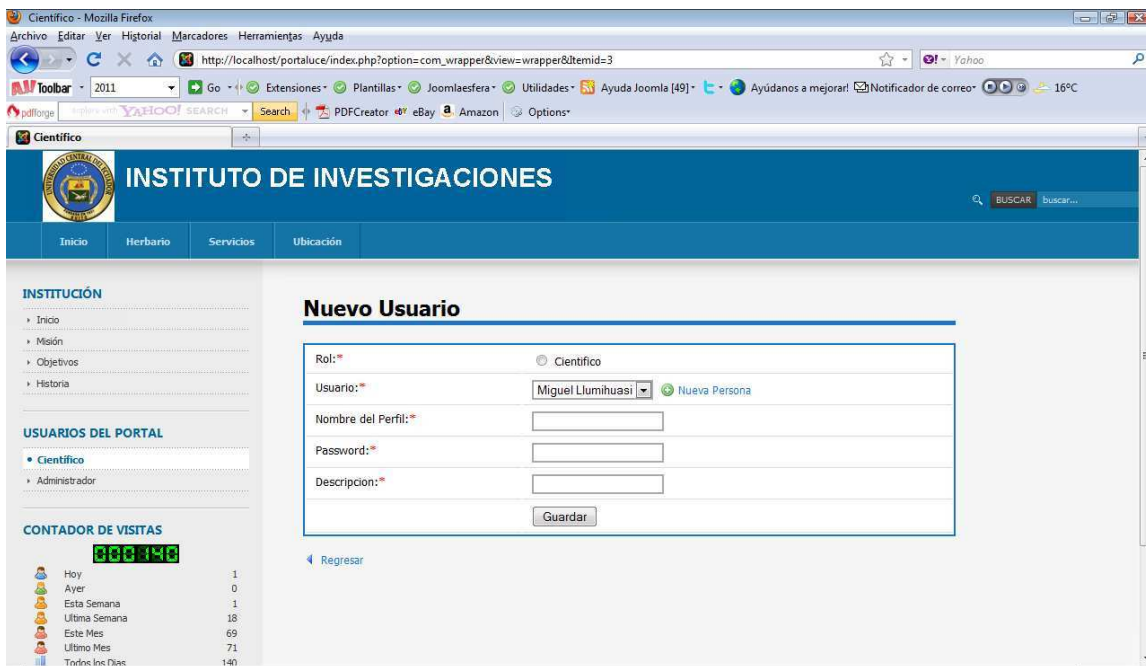 Científico - Mozilla Firefox
Archivo Editar Ver Historial Marcadores Herramientas Ayuda
http://localhost/portaluce/index.php?option=com_wrapper&view=wrapper&Itemid=3
Yahoo
Toolbar 2011 Go Extensiones Plantillas Joomlaesfera Utilidades Ayuda Joomla [49] Ayúdanos a mejorar! Notificador de correo 16ºC
pdfforge YAHOO! SEARCH Search PDFCreator eBay Amazon Options
Científico
INSTITUTO DE INVESTIGACIONES
BUSCAR buscar...
Inicio Herbario Servicios Ubicación
INSTITUCIÓN
Inicio
Misión
Objetivos
Historia
USUARIOS DEL PORTAL
Científico
Administrador
CONTADOR DE VISITAS
000140
Hoy 1
Ayer 0
Esta Semana 1
Ultima Semana 18
Este Mes 69
Ultimo Mes 71
Todos los Dias 140
Nuevo Usuario
Rol:* Cientifico
Usuario:* Miguel Llumihuasi Nueva Persona
Nombre del Perfil:*
Password:*
Descripcion:*
Guardar
Regresar